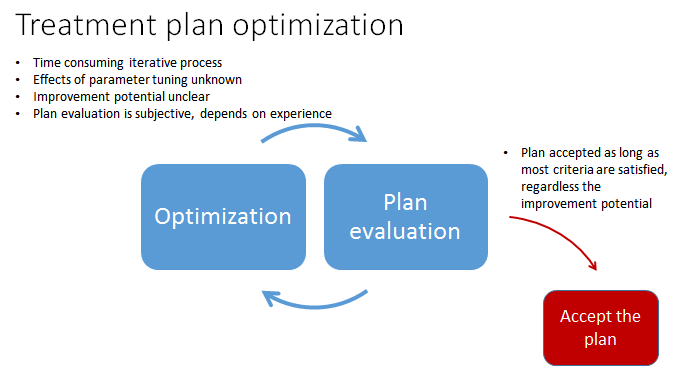 Treatment plan optimization
• Time consuming iterative process
• Effects of parameter tuning unknown
• Improvement potential unclear
• Plan evaluation is subjective, depends on experience
• Plan accepted as long as
most criteria are satisfied,
regardless the
improvement potential
Optimization
Plan
evaluation
Accept the
plan